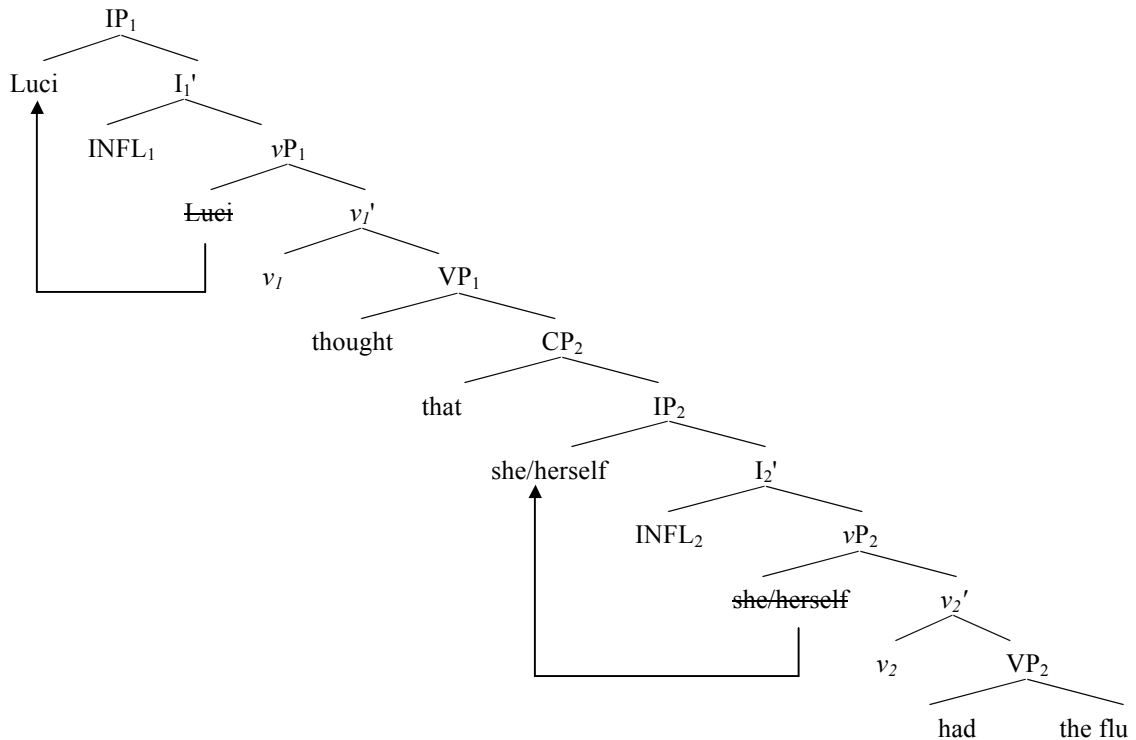 IP₁
Luci I₁'
INFL₁ vP₁
Luci v₁'
v₁ VP₁
thought CP₂
that IP₂
she/herself I₂'
INFL₂ vP₂
she/herself v₂'
v₂ VP₂
had the flu